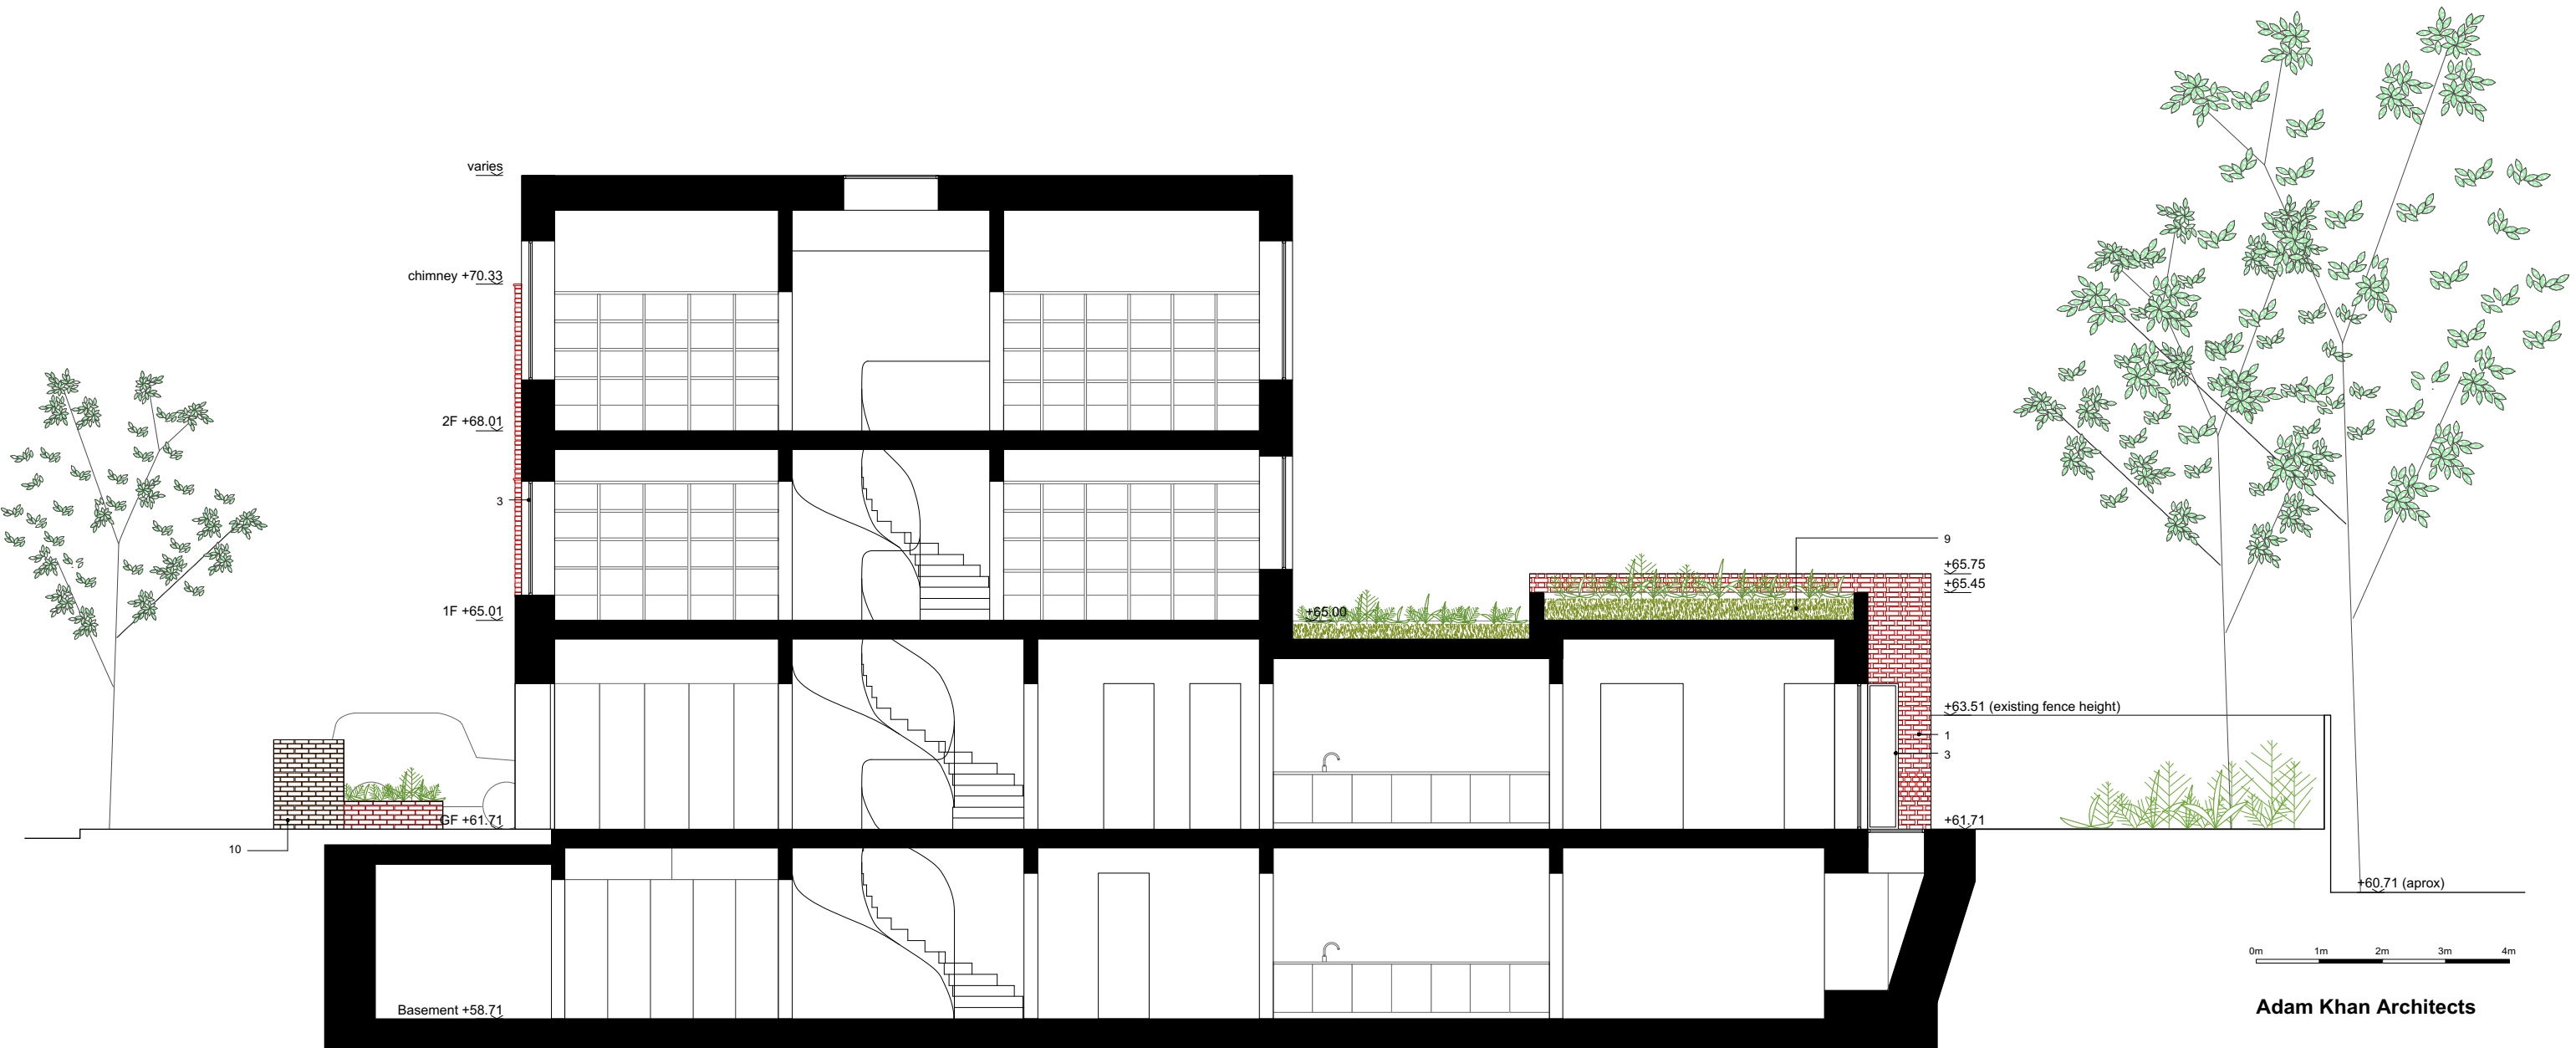 varies
chimney +70.33
2F +68.01
3
1F +65.01
9
+65.75
+65.45
+65.00
+63.51 (existing fence height)
1
3
GF +61.71
+61.71
10
+60.71 (aprox)
0m 1m 2m 3m 4m
Basement +58.71
Adam Khan Architects